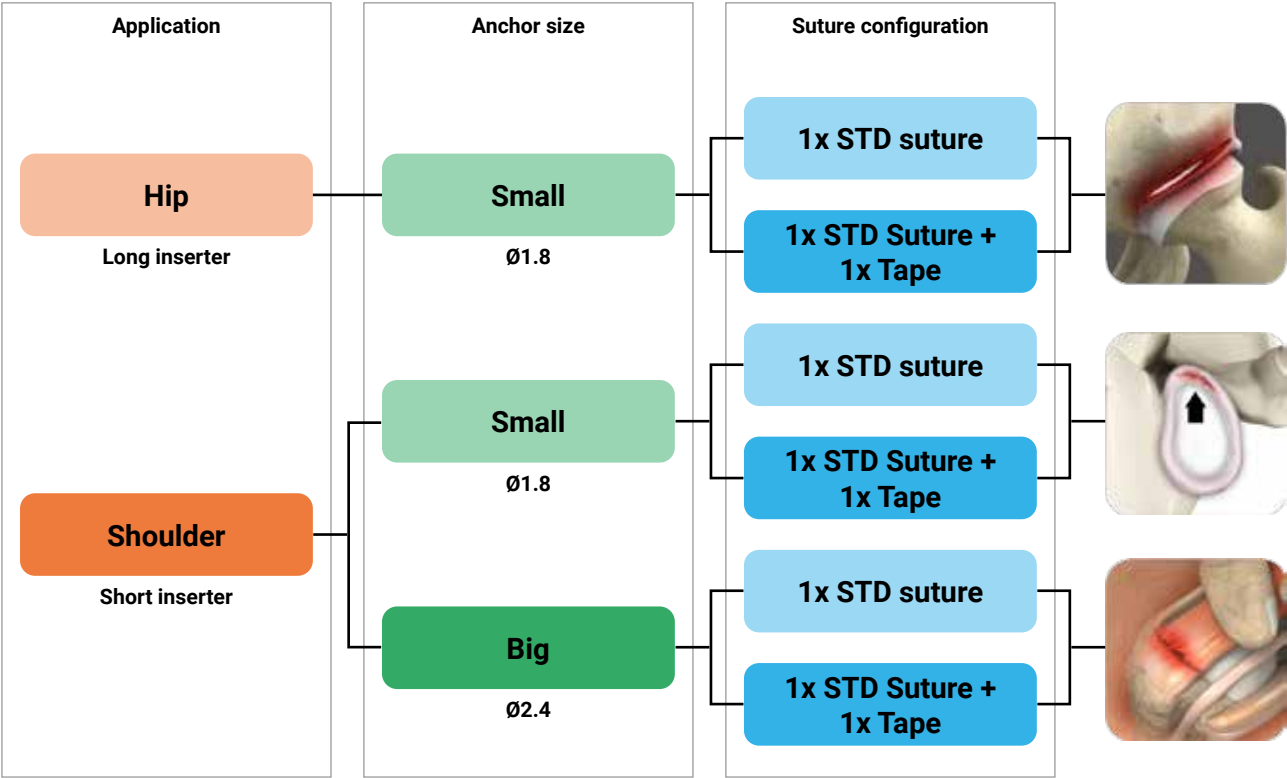 Application
Anchor size
Suture configuration
Hip
Long inserter
Small
Ø1.8
1x STD suture
1x STD Suture +
1x Tape
Shoulder
Short inserter
Small
Ø1.8
1x STD suture
1x STD Suture +
1x Tape
Big
Ø2.4
1x STD suture
1x STD Suture +
1x Tape